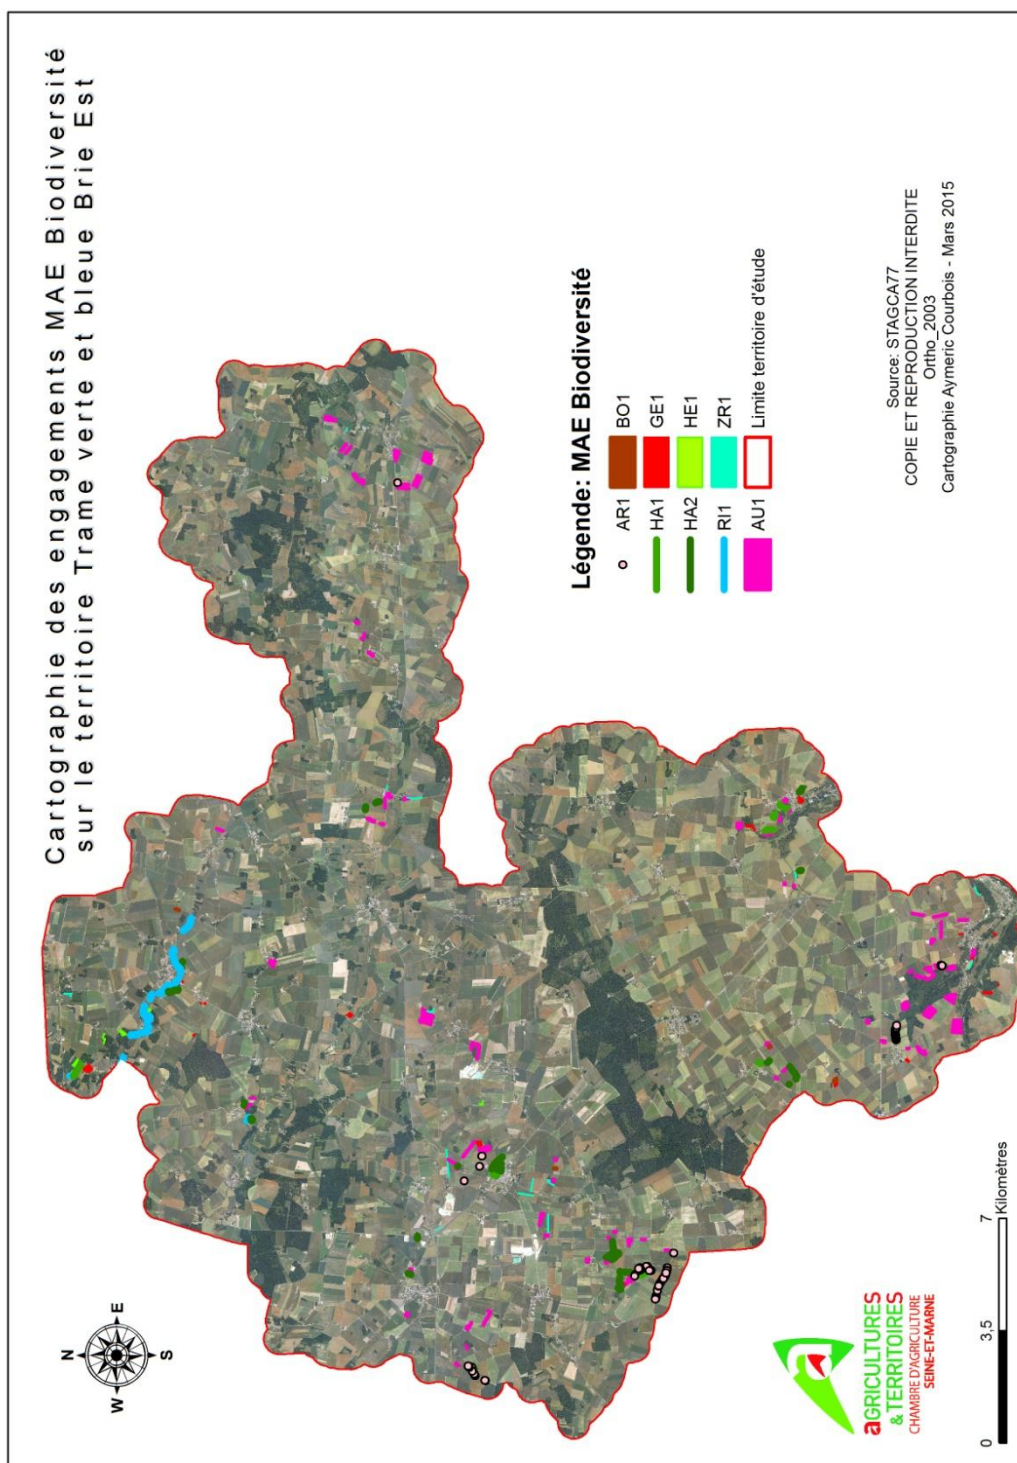 Cartographie des engagements MAE Biodiversité
sur le territoire Trame verte et bleue Brie Est
N
W E
S
Légende: MAE Biodiversité
AR1 BO1
HA1 GE1
HA2 HE1
RI1 ZR1
AU1 Limite territoire d'étude
Source: STAGCA77
COPIE ET REPRODUCTION INTERDITE
Ortho_2003
Cartographie Aymeric Courbois - Mars 2015
aGRICULTURES
& TERRITOIRES
CHAMBRE D'AGRICULTURE
SEINE-ET-MARNE
0 3,5 7
Kilomètres